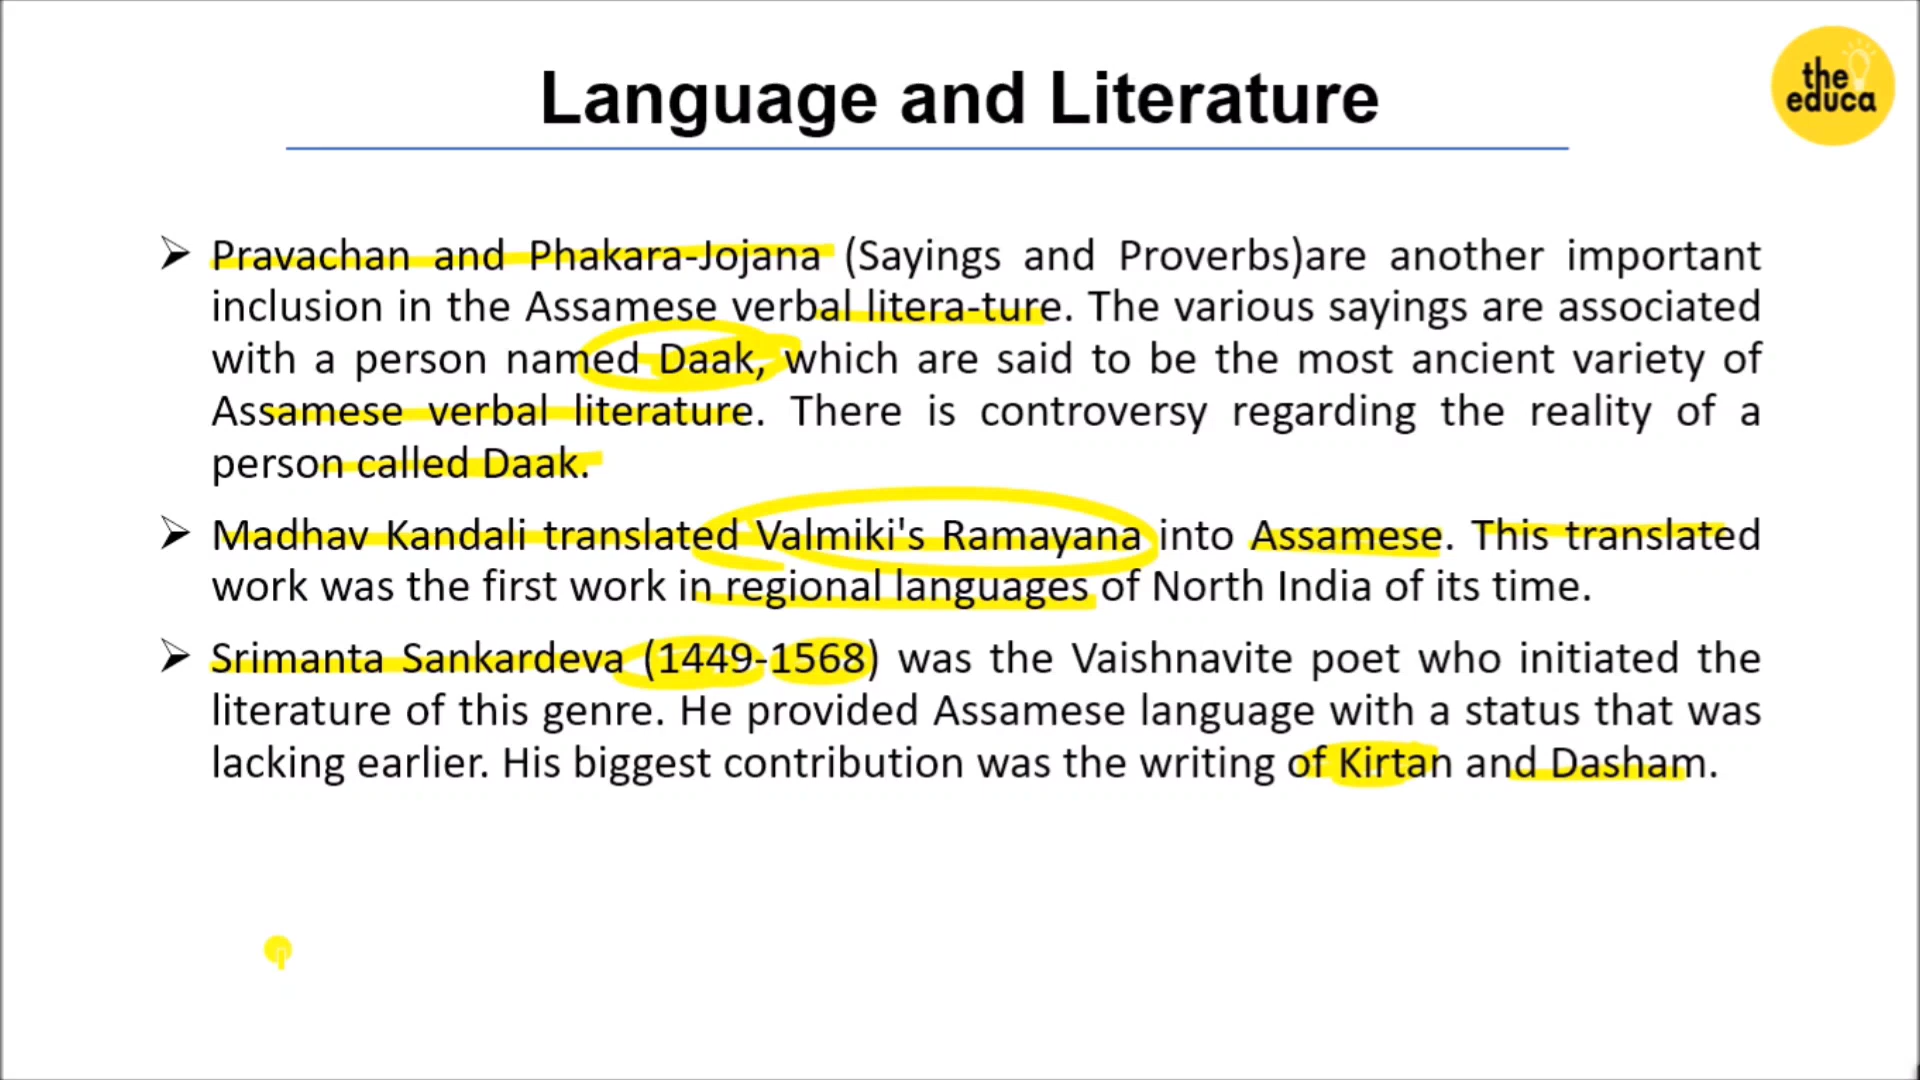 Language and Literature
the
educa
Pravachan and Phakara-Jojana (Sayings and Proverbs)are another important
inclusion in the Assamese verbal litera-ture. The various sayings are associated
with a person named Daak, which are said to be the most ancient variety of
Assamese verbal literature. There is controversy regarding the reality of a
person called Daak.
Madhav Kandali translated Valmiki's Ramayana into Assamese. This translated
work was the first work in regional languages of North India of its time.
Srimanta Sankardeva (1449-1568) was the Vaishnavite poet who initiated the
literature of this genre. He provided Assamese language with a status that was
lacking earlier. His biggest contribution was the writing of Kirtan and Dasham.